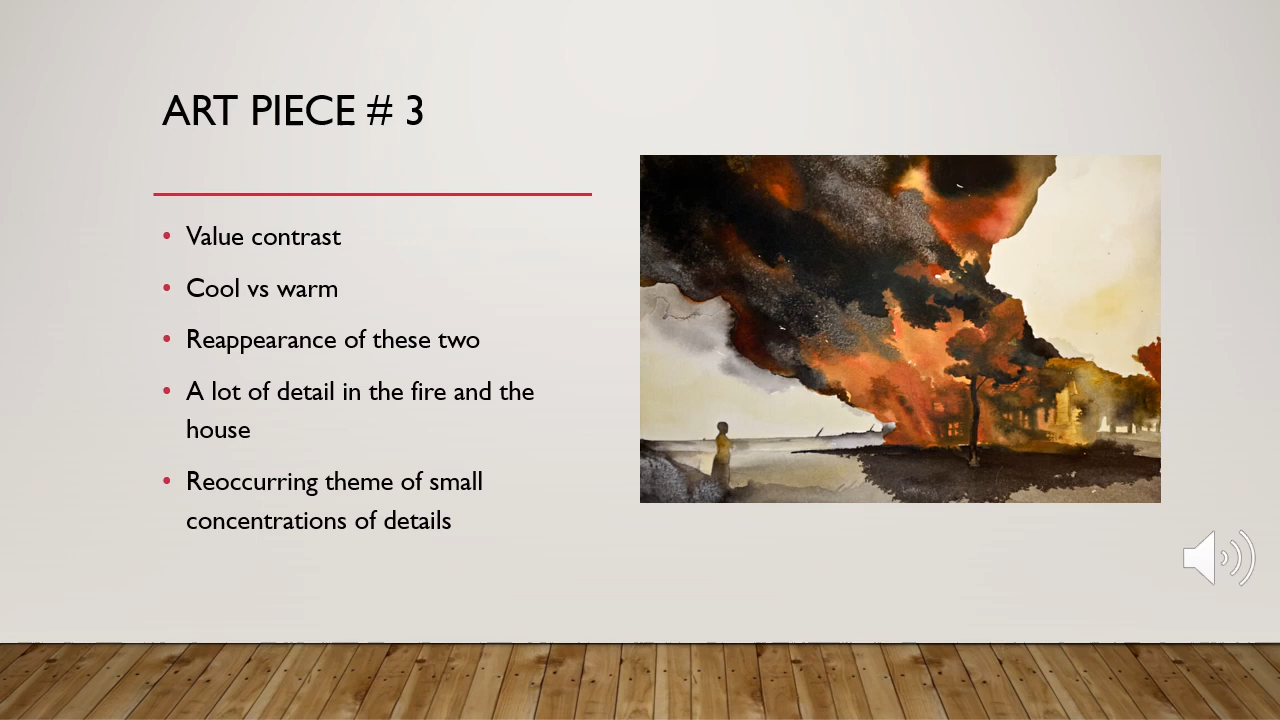 ART PIECE # 3
• Value contrast
• Cool vs warm
• Reappearance of these two
• A lot of detail in the fire and the
house
• Reoccurring theme of small
concentrations of details